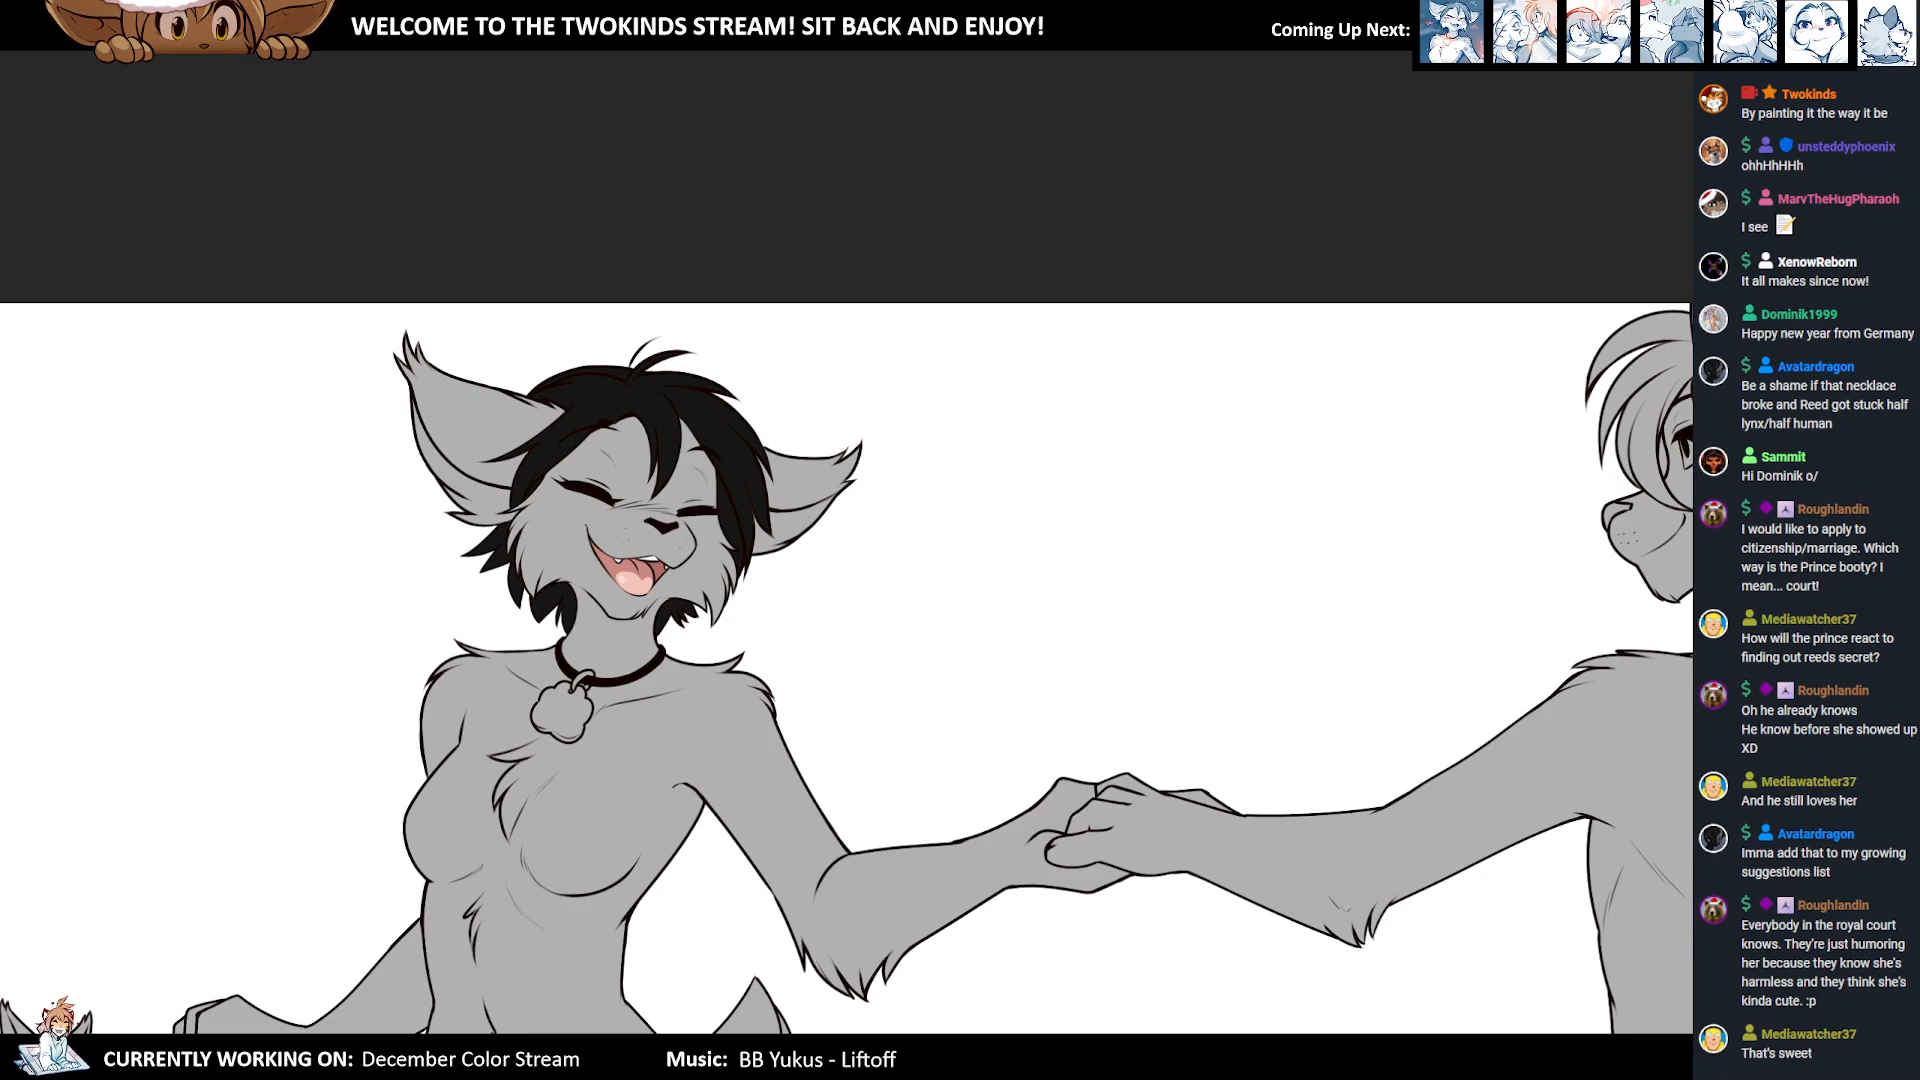 WELCOME TO THE TWOKINDS STREAM! SIT BACK AND ENJOY!
Coming Up Next:
Twokinds
By painting it the way it be
unsteddyphoenix
ohhHhHHh
MarvTheHugPharaoh
I see
XenowReborn
It all makes since now!
Dominik1999
Happy new year from Germany
Avatardragon
Be a shame if that necklace
broke and Reed got stuck half
lynx/half human
Sammit
Hi Dominik o/
Roughlandin
I would like to apply to
citizenship/marriage. Which
way is the Prince booty? I
mean... court!
Mediawatcher37
How will the prince react to
finding out reeds secret?
Roughlandin
Oh he already knows
He know before she showed up
XD
Mediawatcher37
And he still loves her
Avatardragon
Imma add that to my growing
suggestions list
Roughlandin
Everybody in the royal court
knows. They're just humoring
her because they know she's
harmless and they think she's
kinda cute. :p
Mediawatcher37
That's sweet
CURRENTLY WORKING ON: December Color Stream
Music: BB Yukus - Liftoff